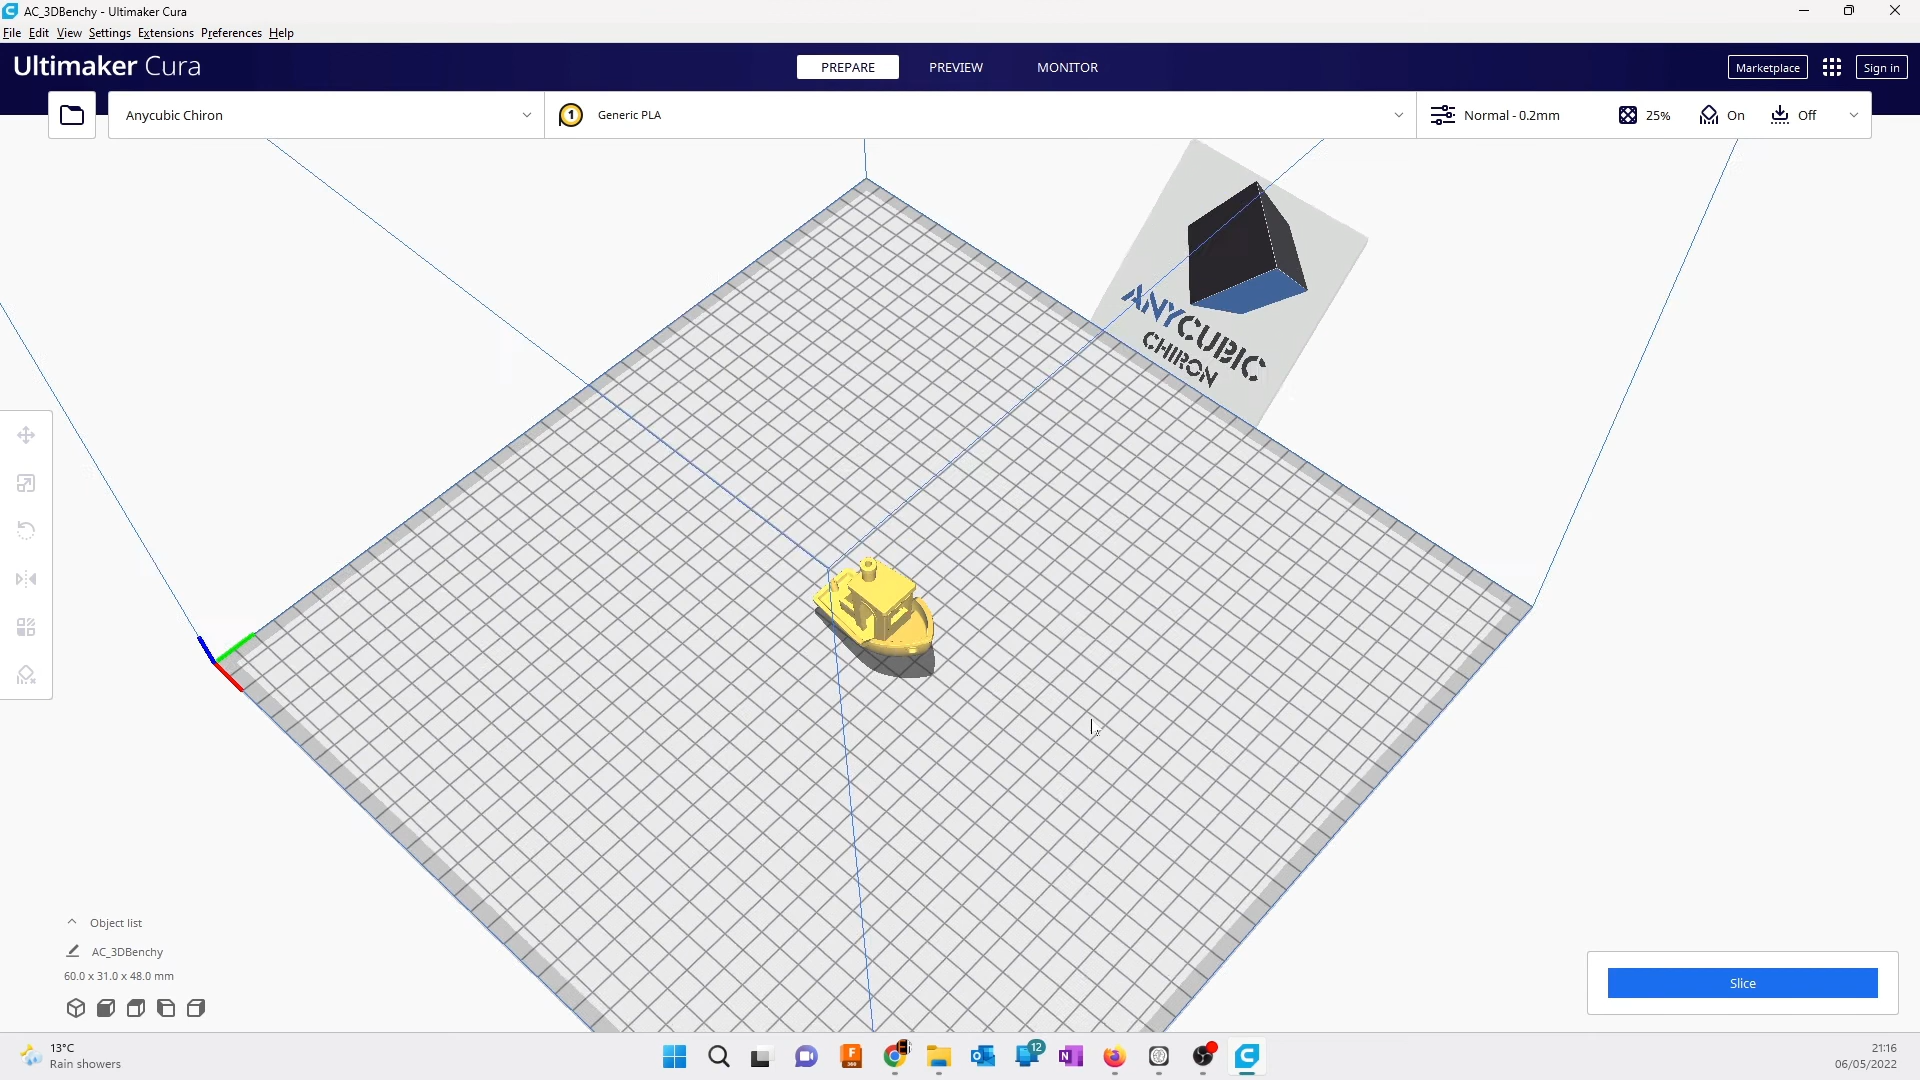 AC_3DBenchy - Ultimaker Cura
File Edit View Settings Extensions Preferences Help
Ultimaker Cura
PREPARE PREVIEW MONITOR
Marketplace Sign in
Anycubic Chiron 1 Generic PLA Normal - 0.2mm 25% On Off
ANYCUBIC
CHIRON
Object list
AC_3DBenchy
60.0 x 31.0 x 48.0 mm
Slice
13°C
Rain showers
F
360
12
N
21:16
06/05/2022